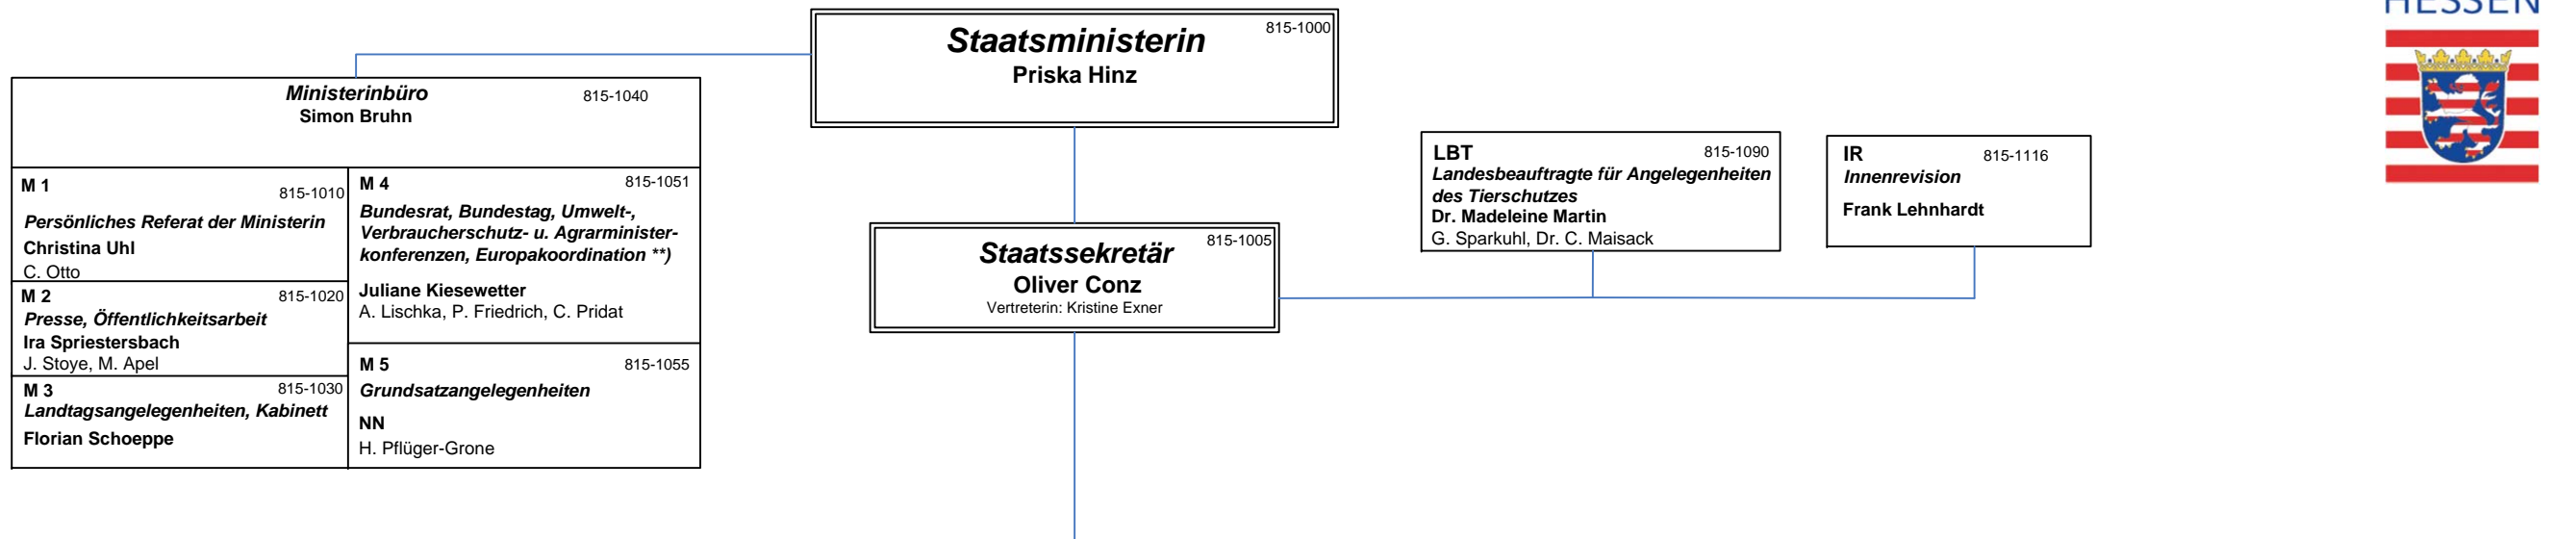 HESSEN
Staatsministerin
815-1000
Priska Hinz
Ministerinbüro
815-1040
Simon Bruhn
M 1
815-1010
Persönliches Referat der Ministerin
Christina Uhl
C. Otto
M 2
815-1020
Presse, Öffentlichkeitsarbeit
Ira Spriestersbach
J. Stoye, M. Apel
M 3
815-1030
Landtagsangelegenheiten, Kabinett
Florian Schoeppe
M 4
815-1051
Bundesrat, Bundestag, Umwelt-,
Verbraucherschutz- u. Agrarminister-
konferenzen, Europakoordination **)
Juliane Kiesewetter
A. Lischka, P. Friedrich, C. Pridat
M 5
815-1055
Grundsatzangelegenheiten
NN
H. Pflüger-Grone
Staatssekretär
815-1005
Oliver Conz
Vertreterin: Kristine Exner
LBT
815-1090
Landesbeauftragte für Angelegenheiten
des Tierschutzes
Dr. Madeleine Martin
G. Sparkuhl, Dr. C. Maisack
IR
815-1116
Innenrevision
Frank Lehnhardt